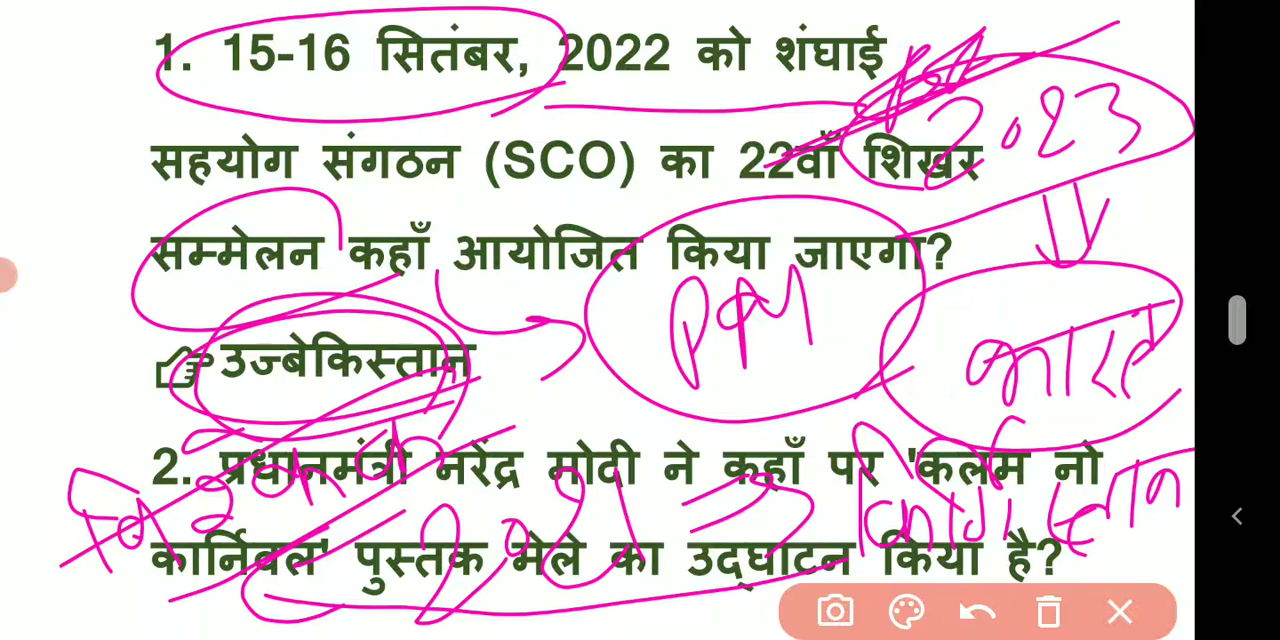 1. 15-16 सितंबर, 2022 को शंघाई
सहयोग संगठन (SCO) का 22वाँ शिखर
2023
सम्मेलन कहाँ आयोजित किया जाएगा?
PM
भारत
उज्बेकिस्तान
2. प्रधानमंत्री नरेंद्र मोदी ने कहाँ पर 'कलम नो
कार्निवल' पुस्तक मेले का उद्घाटन किया है?
2021